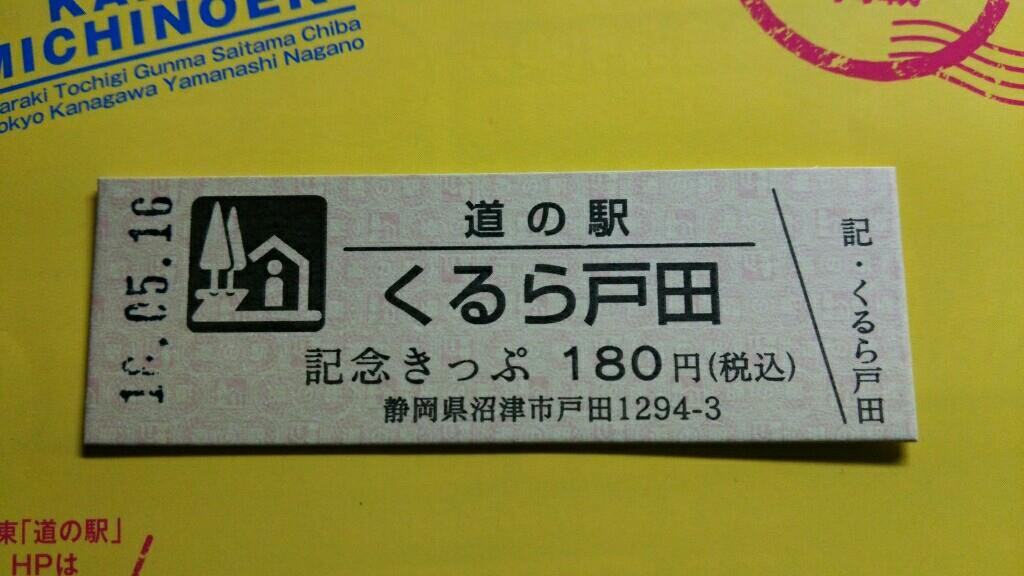 MICHINOE
araki Tochigi Gunma Saitama Chiba
okyo Kanagawa Yamanashi Nagano
道の駅
くるら戸田
記念きっぷ 180円(税込)
静岡県沼津市戸田1294-3
記・くるら戸田
東「道の駅」
HPは